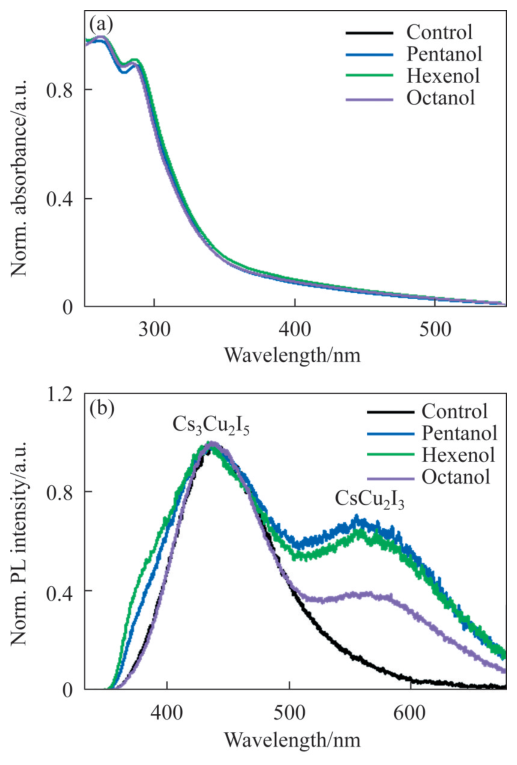 (a)
Control
Pentanol
Hexenol
Octanol
Norm. absorbance/a.u.
0.8
0.4
0
300
400
500
Wavelength/nm
(b)
1.2
Cs₃Cu₂I₅
Control
Pentanol
Hexenol
Octanol
CsCu₂I₃
Norm. PL intensity/a.u.
0.8
0.4
0
400
500
600
Wavelength/nm